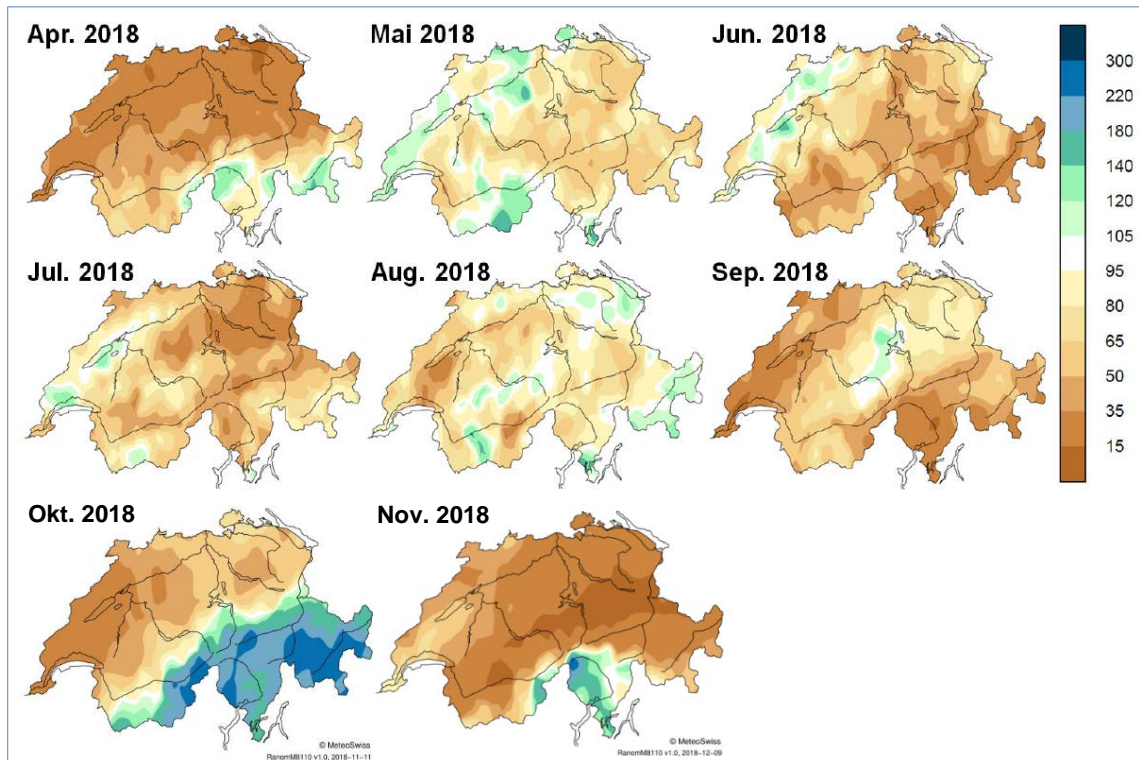 Apr. 2018
Mai 2018
Jun. 2018
300
220
180
140
120
105
95
80
65
50
35
15
Jul. 2018
Aug. 2018
Sep. 2018
Okt. 2018
Nov. 2018
© MeteoSwiss
RanomM8110 v1.0, 2018-11-11
© MeteoSwiss
RanomM8110 v1.0, 2018-12-09